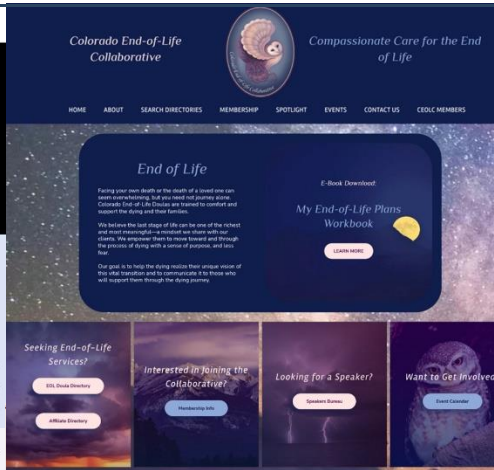 Colorado End-of-Life
Collaborative
Compassionate Care for the End
of Life
HOME ABOUT SEARCH DIRECTORIES MEMBERSHIP SPOTLIGHT EVENTS CONTACT US CEOLC MEMBERS
End of Life
Facing your own death or the death of a loved one can
seem overwhelming, but you need not journey alone.
Colorado End-of-Life Doulas are trained to comfort and
support the dying and their families.
We believe the last stage of life can be one of the richest
and most meaningful—a mindset we share with our
clients. We empower them to move toward and through
the process of dying with a sense of purpose, and less
fear.
Our goal is to help the dying realize their unique vision of
this vital transition and to communicate it to those who
will support them through the dying journey.
E-Book Download:
My End-of-Life Plans
Workbook
LEARN MORE
Seeking End-of-Life
Services?
EOL Doula Directory
Affiliate Directory
Interested in Joining the
Collaborative?
Membership Info
Looking for a Speaker?
Speakers Bureau
Want to Get Involved
Event Calendar